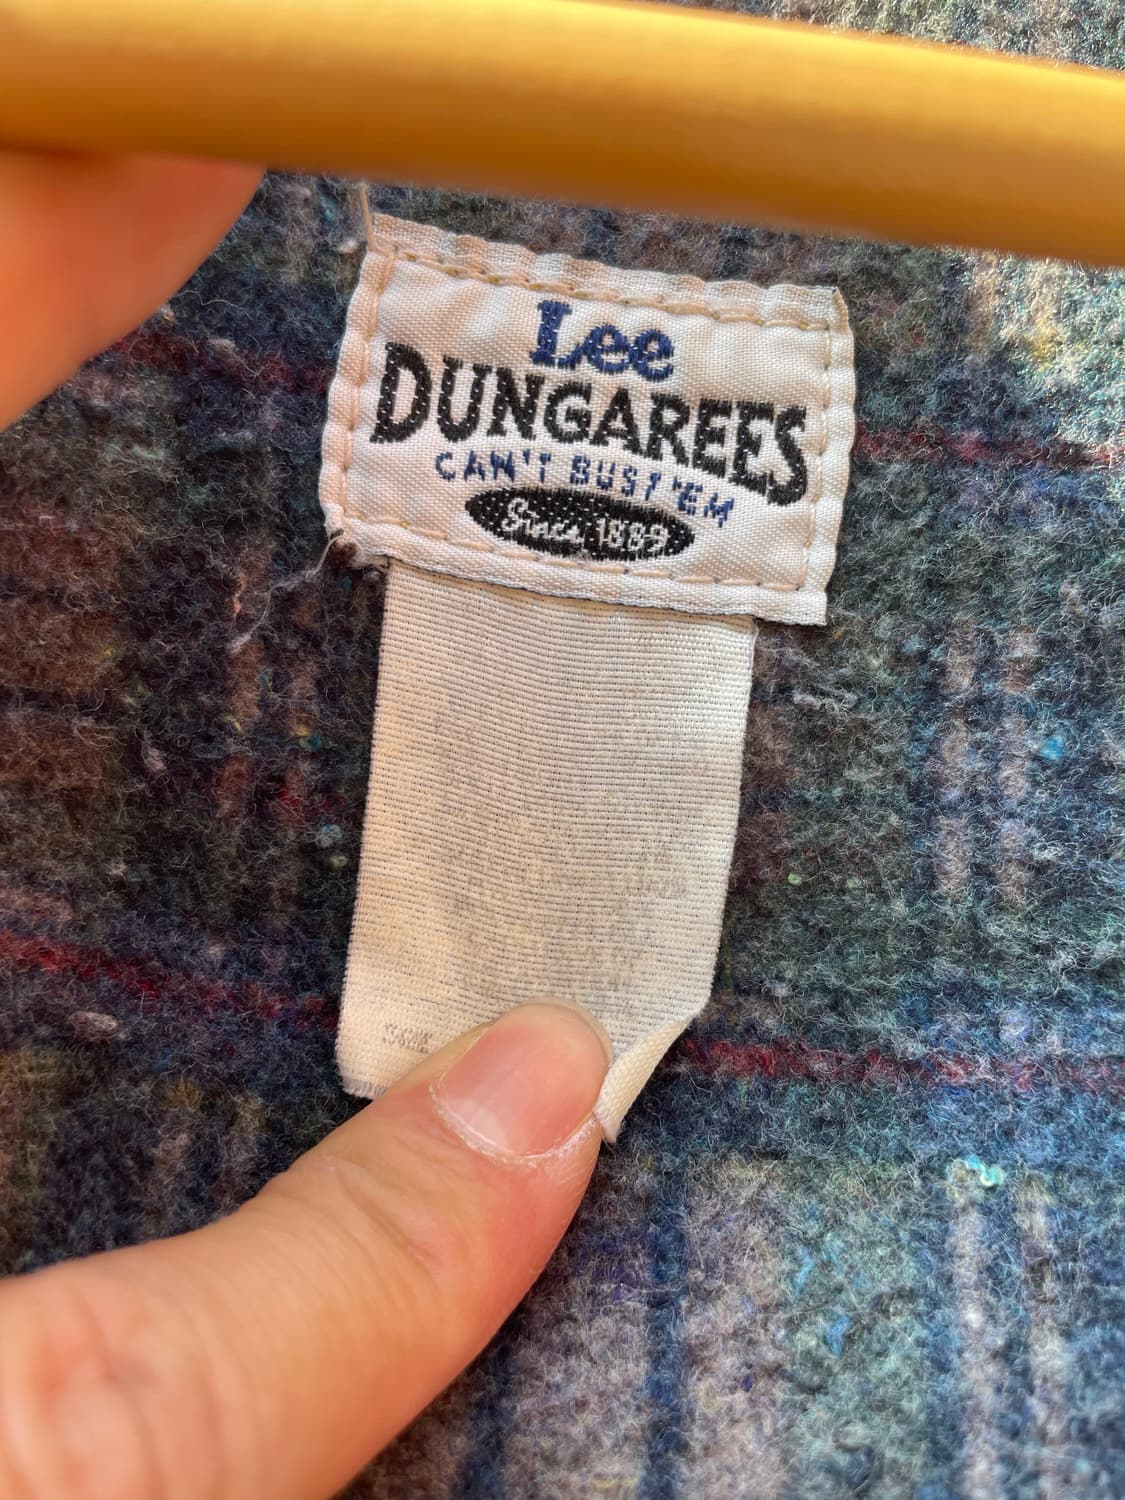 Lee
DUNGAREES
CAN'T BUST 'EM
Since 1889